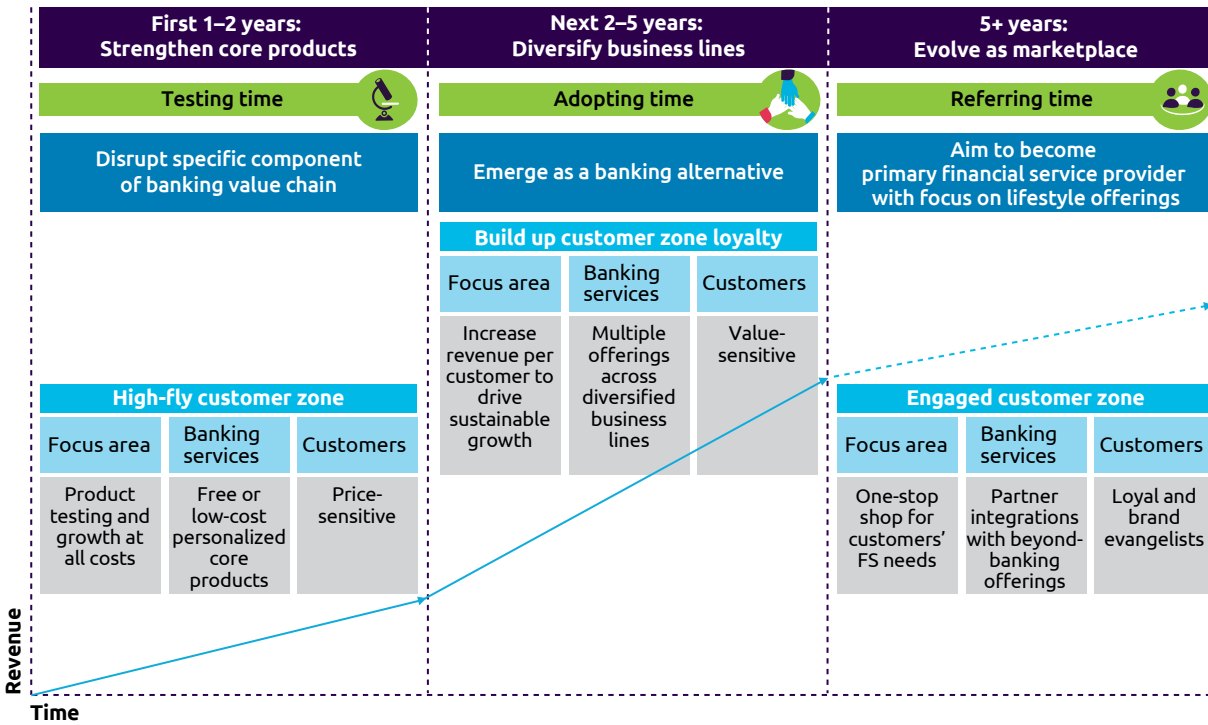 First 1–2 years:
Strengthen core products
Testing time
Disrupt specific component
of banking value chain
High-fly customer zone
Focus area
Banking
services
Customers
Product
testing and
growth at
all costs
Free or
low-cost
personalized
core
products
Price-
sensitive
Next 2–5 years:
Diversify business lines
Adopting time
Emerge as a banking alternative
Build up customer zone loyalty
Focus area
Banking
services
Customers
Increase
revenue per
customer to
drive
sustainable
growth
Multiple
offerings
across
diversified
business
lines
Value-
sensitive
5+ years:
Evolve as marketplace
Referring time
Aim to become
primary financial service provider
with focus on lifestyle offerings
Engaged customer zone
Focus area
Banking
services
Customers
One-stop
shop for
customers’
FS needs
Partner
integrations
with beyond-
banking
offerings
Loyal and
brand
evangelists
Revenue
Time